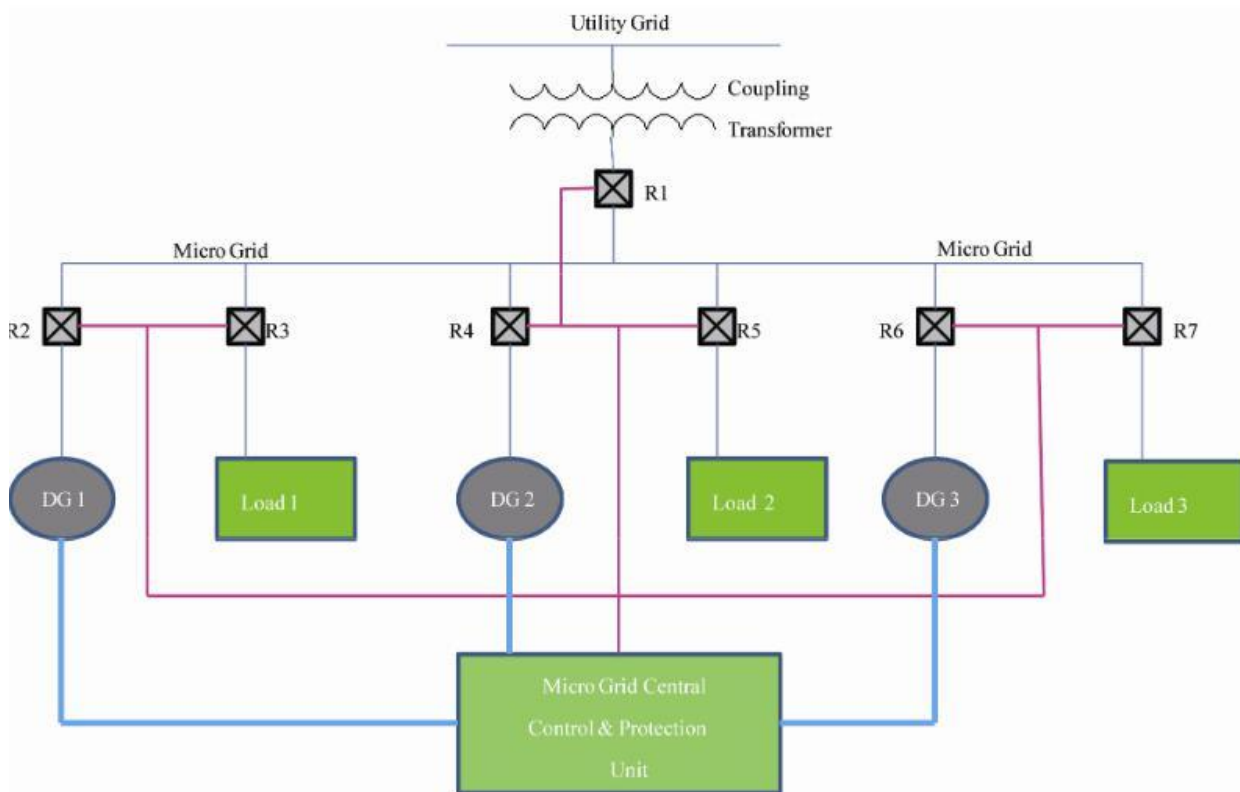 Utility Grid
Coupling
Transformer
R1
Micro Grid
Micro Grid
R2
R3
R4
R5
R6
R7
DG 1
Load 1
DG 2
Load 2
DG 3
Load 3
Micro Grid Central
Control & Protection
Unit